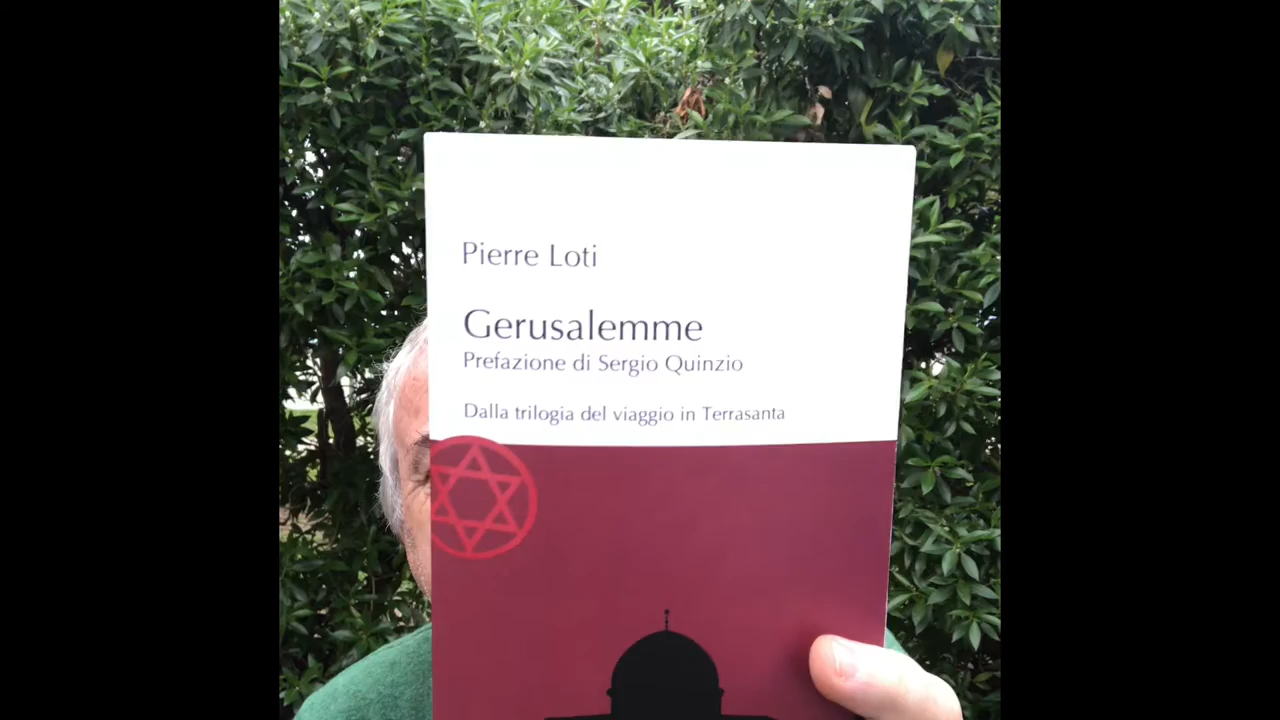 Pierre Loti
Gerusalemme
Prefazione di Sergio Quinzio
Dalla trilogia del viaggio in Terrasanta